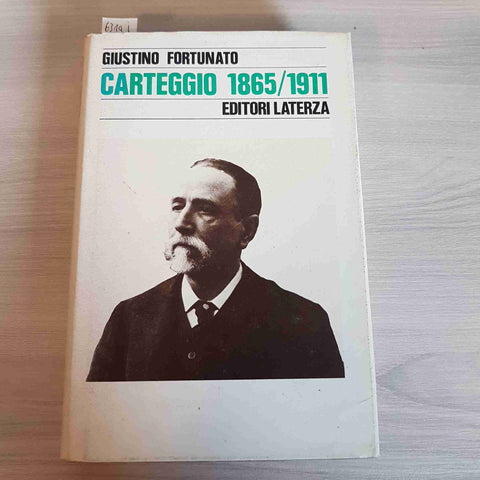 GIUSTINO FORTUNATO
CARTEGGIO 1865/1911
EDITORI LATERZA